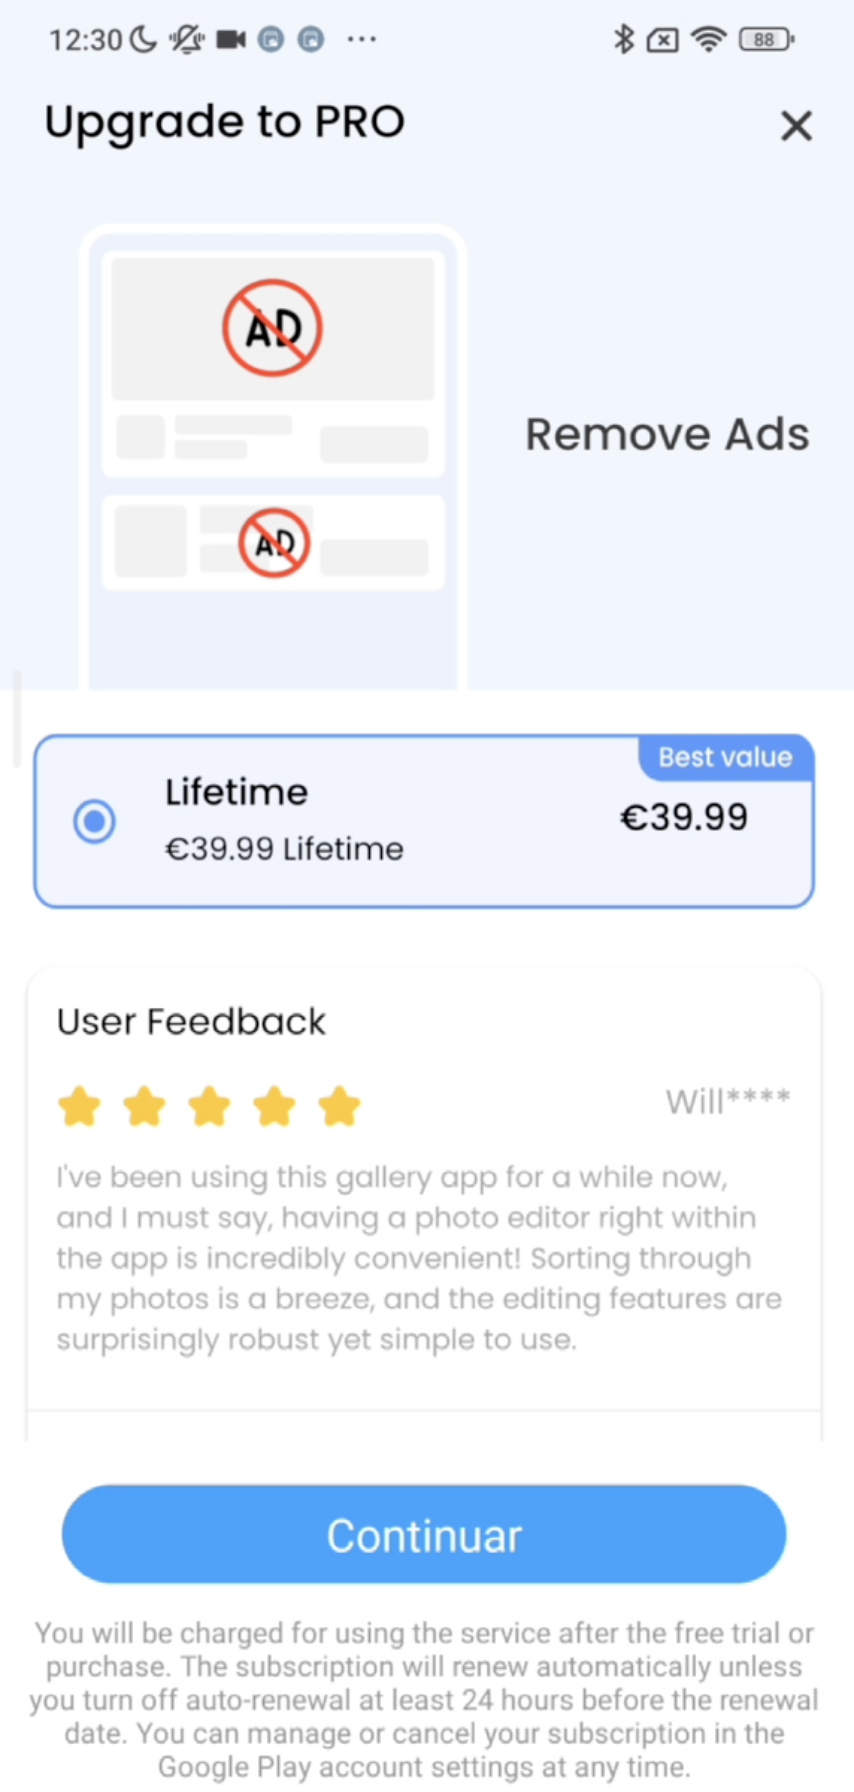 12:30
88
Upgrade to PRO
AD
Remove Ads
AD
Best value
Lifetime
€39.99
€39.99 Lifetime
User Feedback
Will****
I've been using this gallery app for a while now,
and I must say, having a photo editor right within
the app is incredibly convenient! Sorting through
my photos is a breeze, and the editing features are
surprisingly robust yet simple to use.
Continuar
You will be charged for using the service after the free trial or
purchase. The subscription will renew automatically unless
you turn off auto-renewal at least 24 hours before the renewal
date. You can manage or cancel your subscription in the
Google Play account settings at any time.